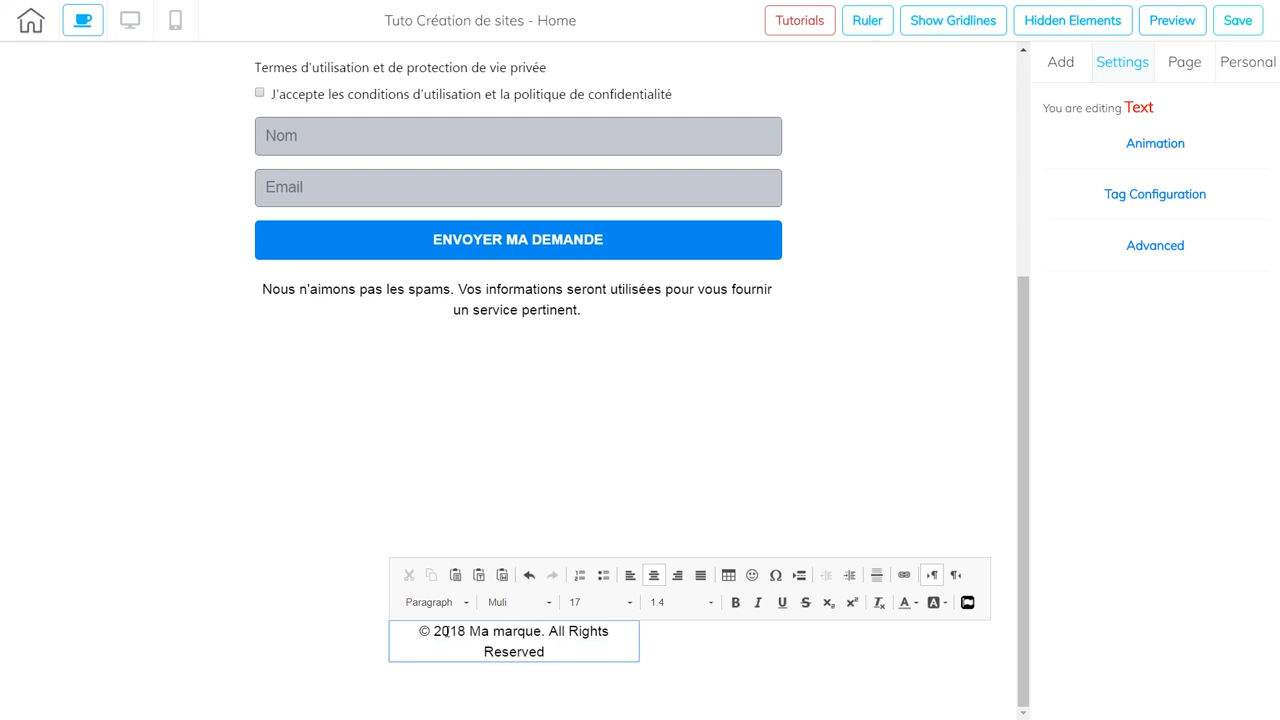 Tuto Création de sites - Home
Tutorials
Ruler
Show Gridlines
Hidden Elements
Preview
Save
Add
Settings
Page
Personal
You are editing Text
Animation
Tag Configuration
Advanced
Termes d'utilisation et de protection de vie privée
J'accepte les conditions d'utilisation et la politique de confidentialité
Nom
Email
ENVOYER MA DEMANDE
Nous n'aimons pas les spams. Vos informations seront utilisées pour vous fournir
un service pertinent.
Paragraph
Muli
17
1.4
© 2018 Ma marque. All Rights
Reserved